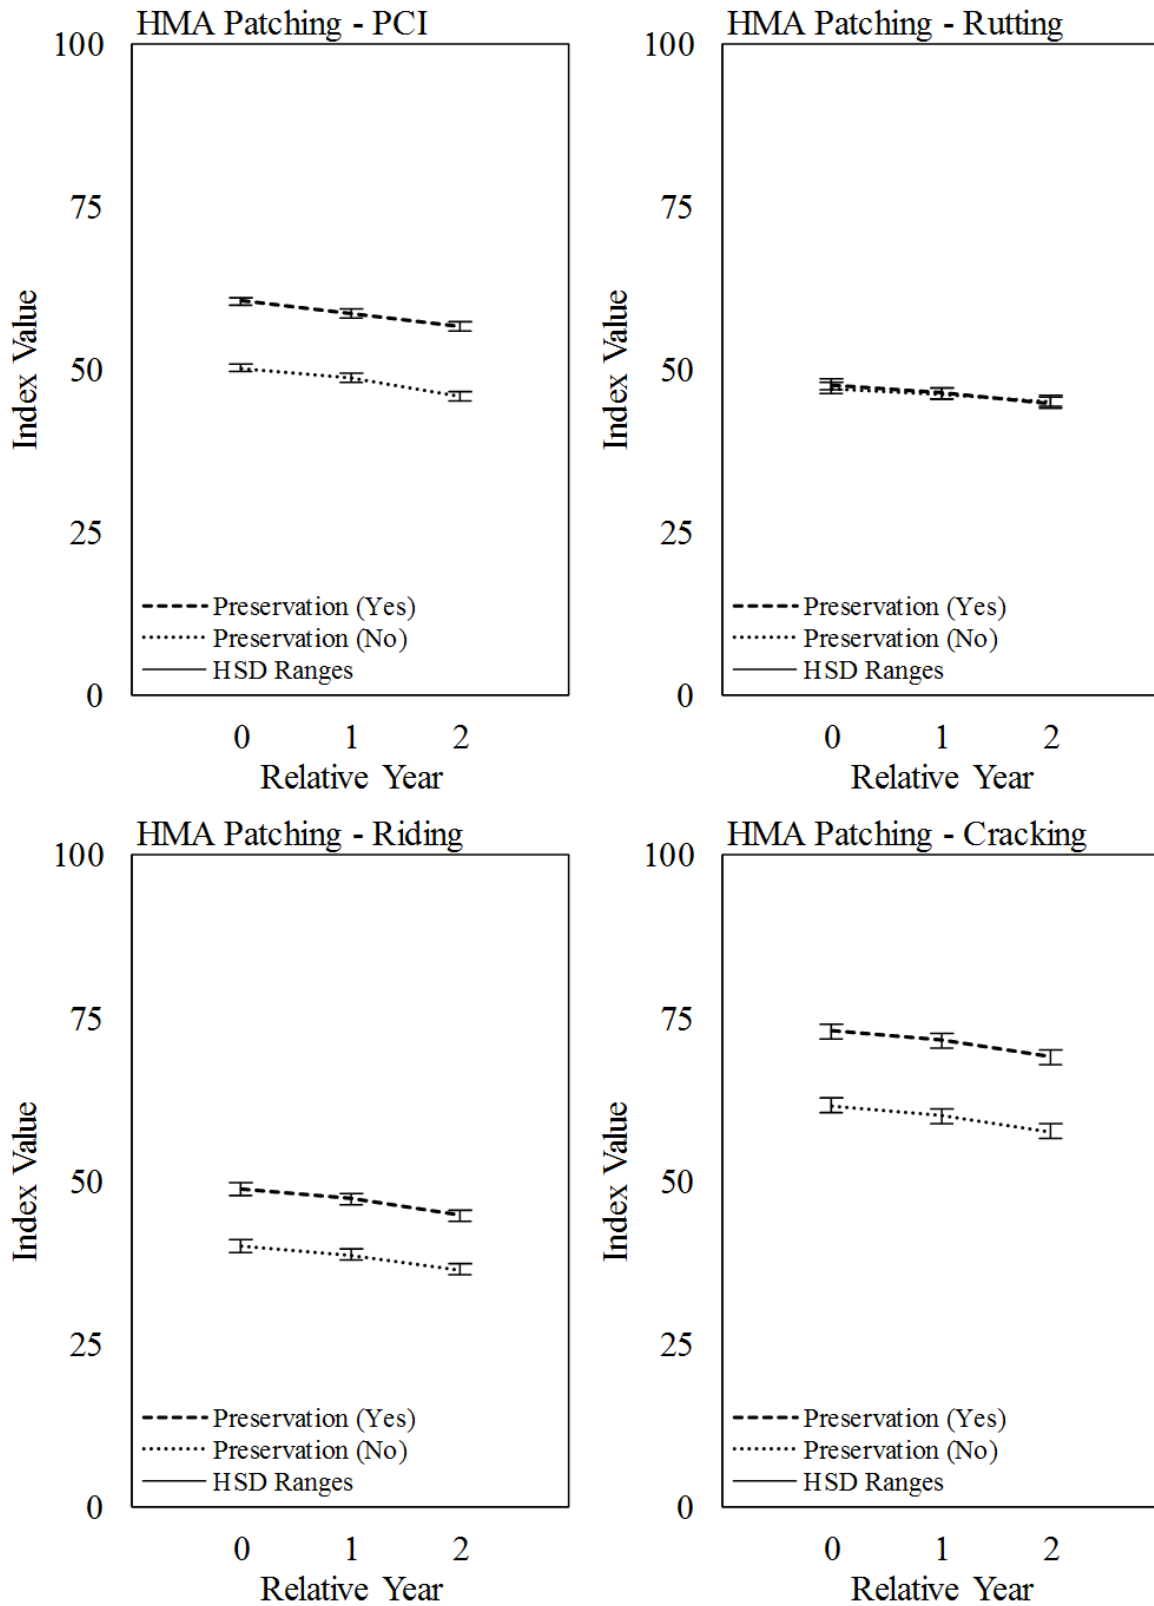 HMA Patching - PCI
100
75
50
25
0
Index Value
Preservation (Yes)
Preservation (No)
HSD Ranges
0 1 2
Relative Year
HMA Patching - Rutting
100
75
50
25
0
Index Value
Preservation (Yes)
Preservation (No)
HSD Ranges
0 1 2
Relative Year
HMA Patching - Riding
100
75
50
25
0
Index Value
Preservation (Yes)
Preservation (No)
HSD Ranges
0 1 2
Relative Year
HMA Patching - Cracking
100
75
50
25
0
Index Value
Preservation (Yes)
Preservation (No)
HSD Ranges
0 1 2
Relative Year